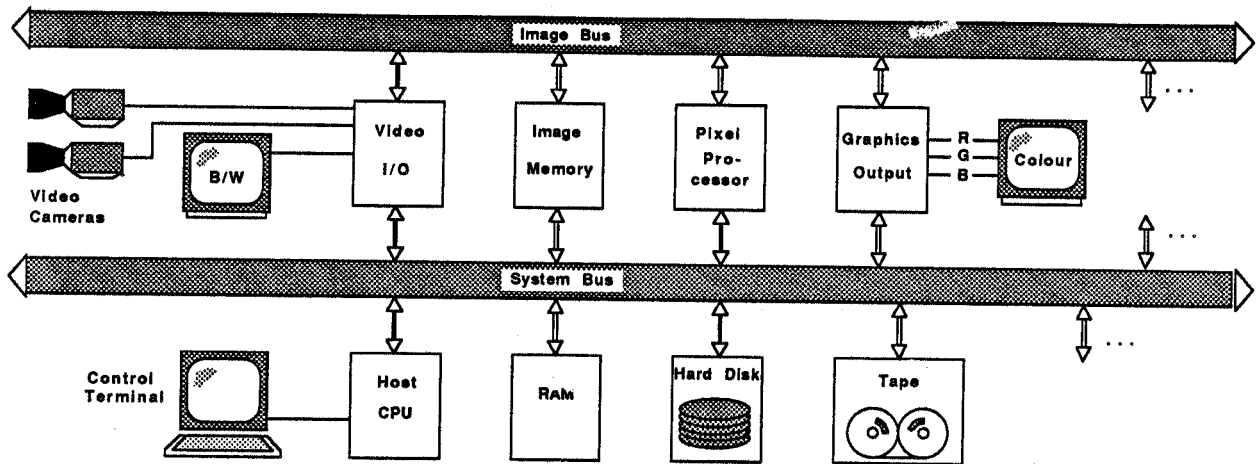 Image Bus
Video
I/O
Image
Memory
Pixel
Pro-
cessor
Graphics
Output
R
G
B
Colour
...
B/W
Video
Cameras
...
System Bus
Control
Terminal
Host
CPU
RAM
Hard Disk
Tape
...